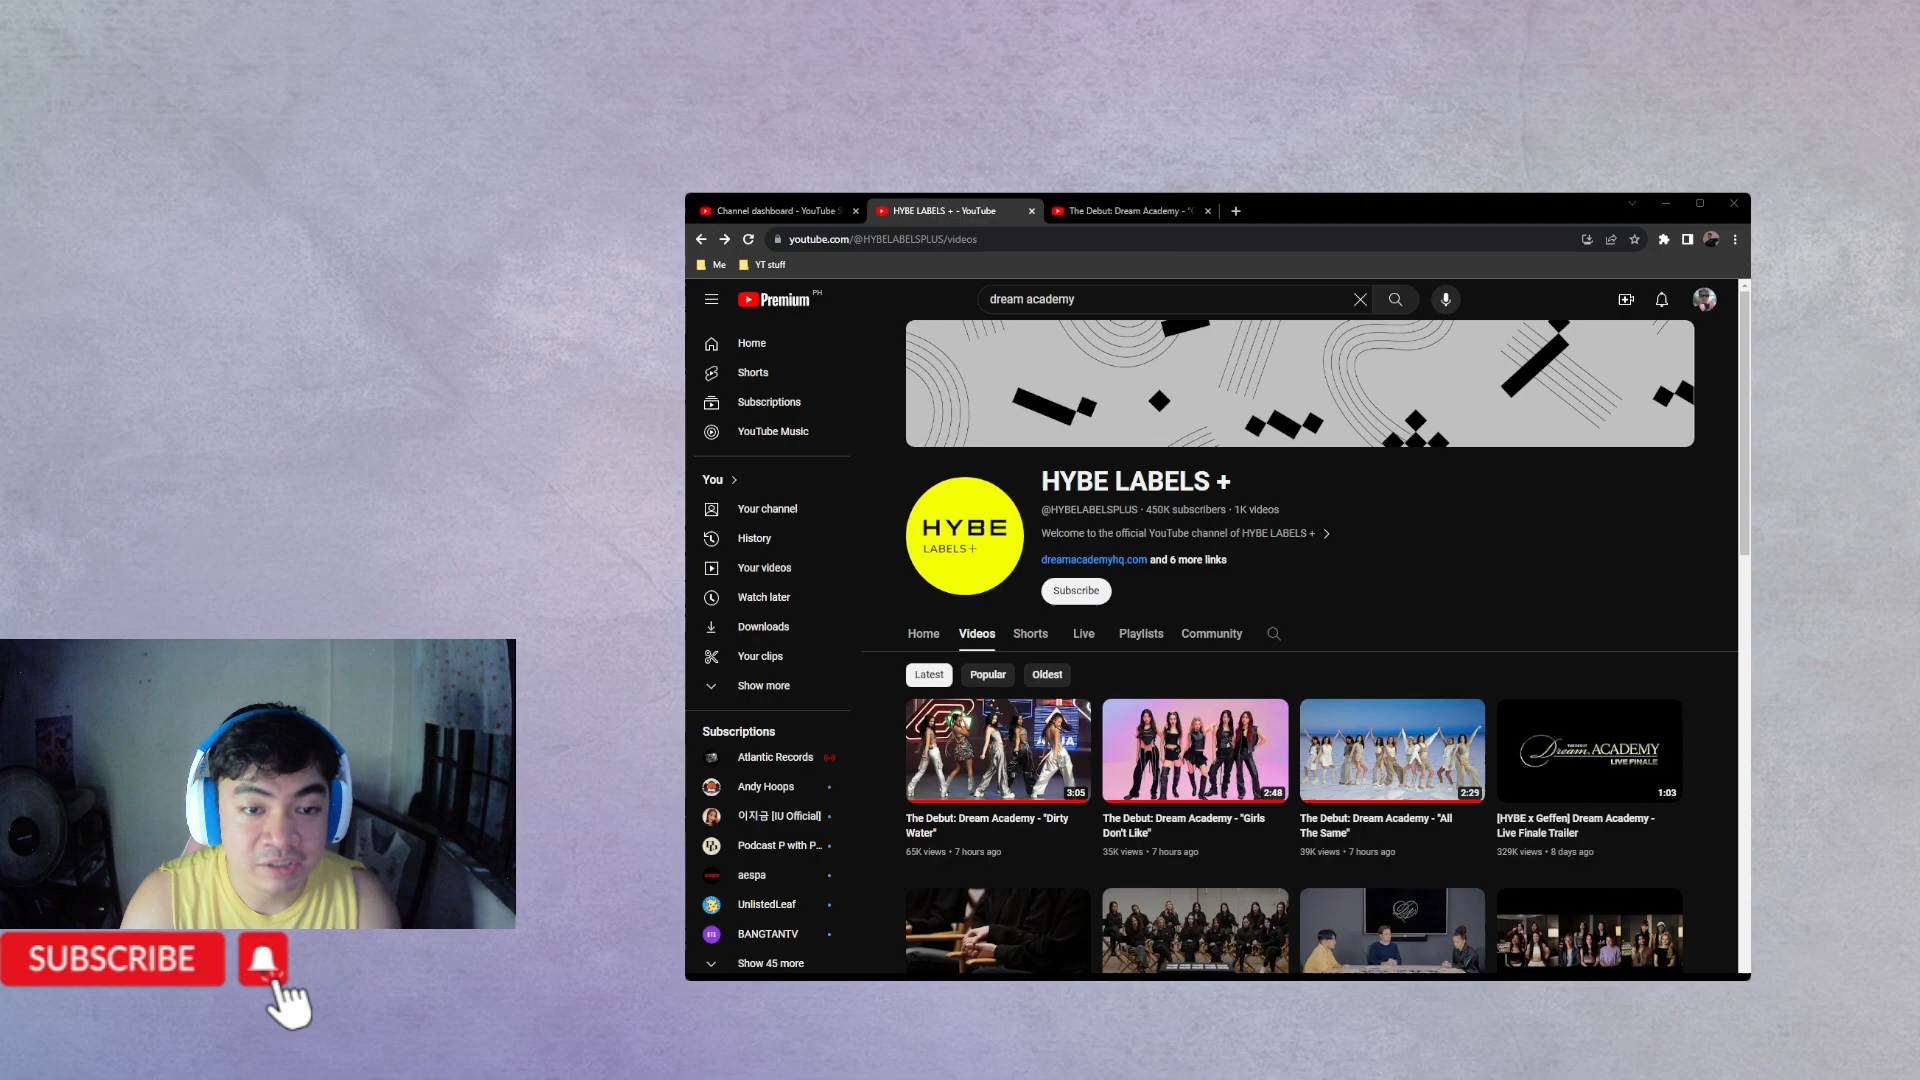 Channel dashboard - YouTube S
HYBE LABELS + - YouTube
The Debut: Dream Academy - "G
youtube.com/@HYBELABELSPLUS/videos
Me
YT stuff
Premium PH
dream academy
Home
Shorts
Subscriptions
YouTube Music
You
Your channel
History
Your videos
Watch later
Downloads
Your clips
Show more
Subscriptions
Atlantic Records
Andy Hoops
이지금 [IU Official]
Podcast P with P...
aespa
UnlistedLeaf
BTS
BANGTANTV
Show 45 more
HYBE
LABELS+
HYBE LABELS +
@HYBELABELSPLUS · 450K subscribers · 1K videos
Welcome to the official YouTube channel of HYBE LABELS +
dreamacademyhq.com and 6 more links
Subscribe
Home
Videos
Shorts
Live
Playlists
Community
Latest
Popular
Oldest
3:05
The Debut: Dream Academy - "Dirty
Water"
65K views • 7 hours ago
2:48
The Debut: Dream Academy - "Girls
Don't Like"
35K views • 7 hours ago
2:29
The Debut: Dream Academy - "All
The Same"
39K views • 7 hours ago
Dream ACADEMY
LIVE FINALE
1:03
[HYBE x Geffen] Dream Academy -
Live Finale Trailer
329K views • 8 days ago
SUBSCRIBE